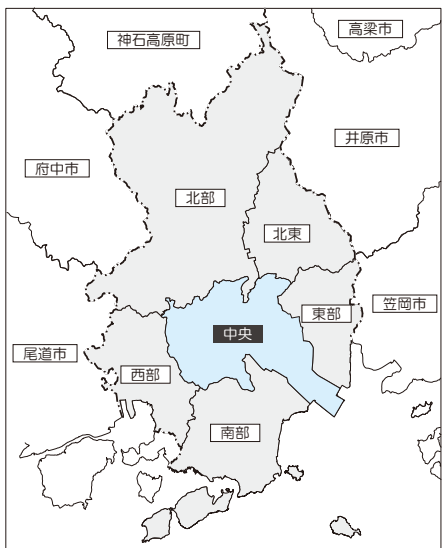 高梁市
神石高原町
井原市
府中市
北部
北東
笠岡市
東部
中央
尾道市
西部
南部